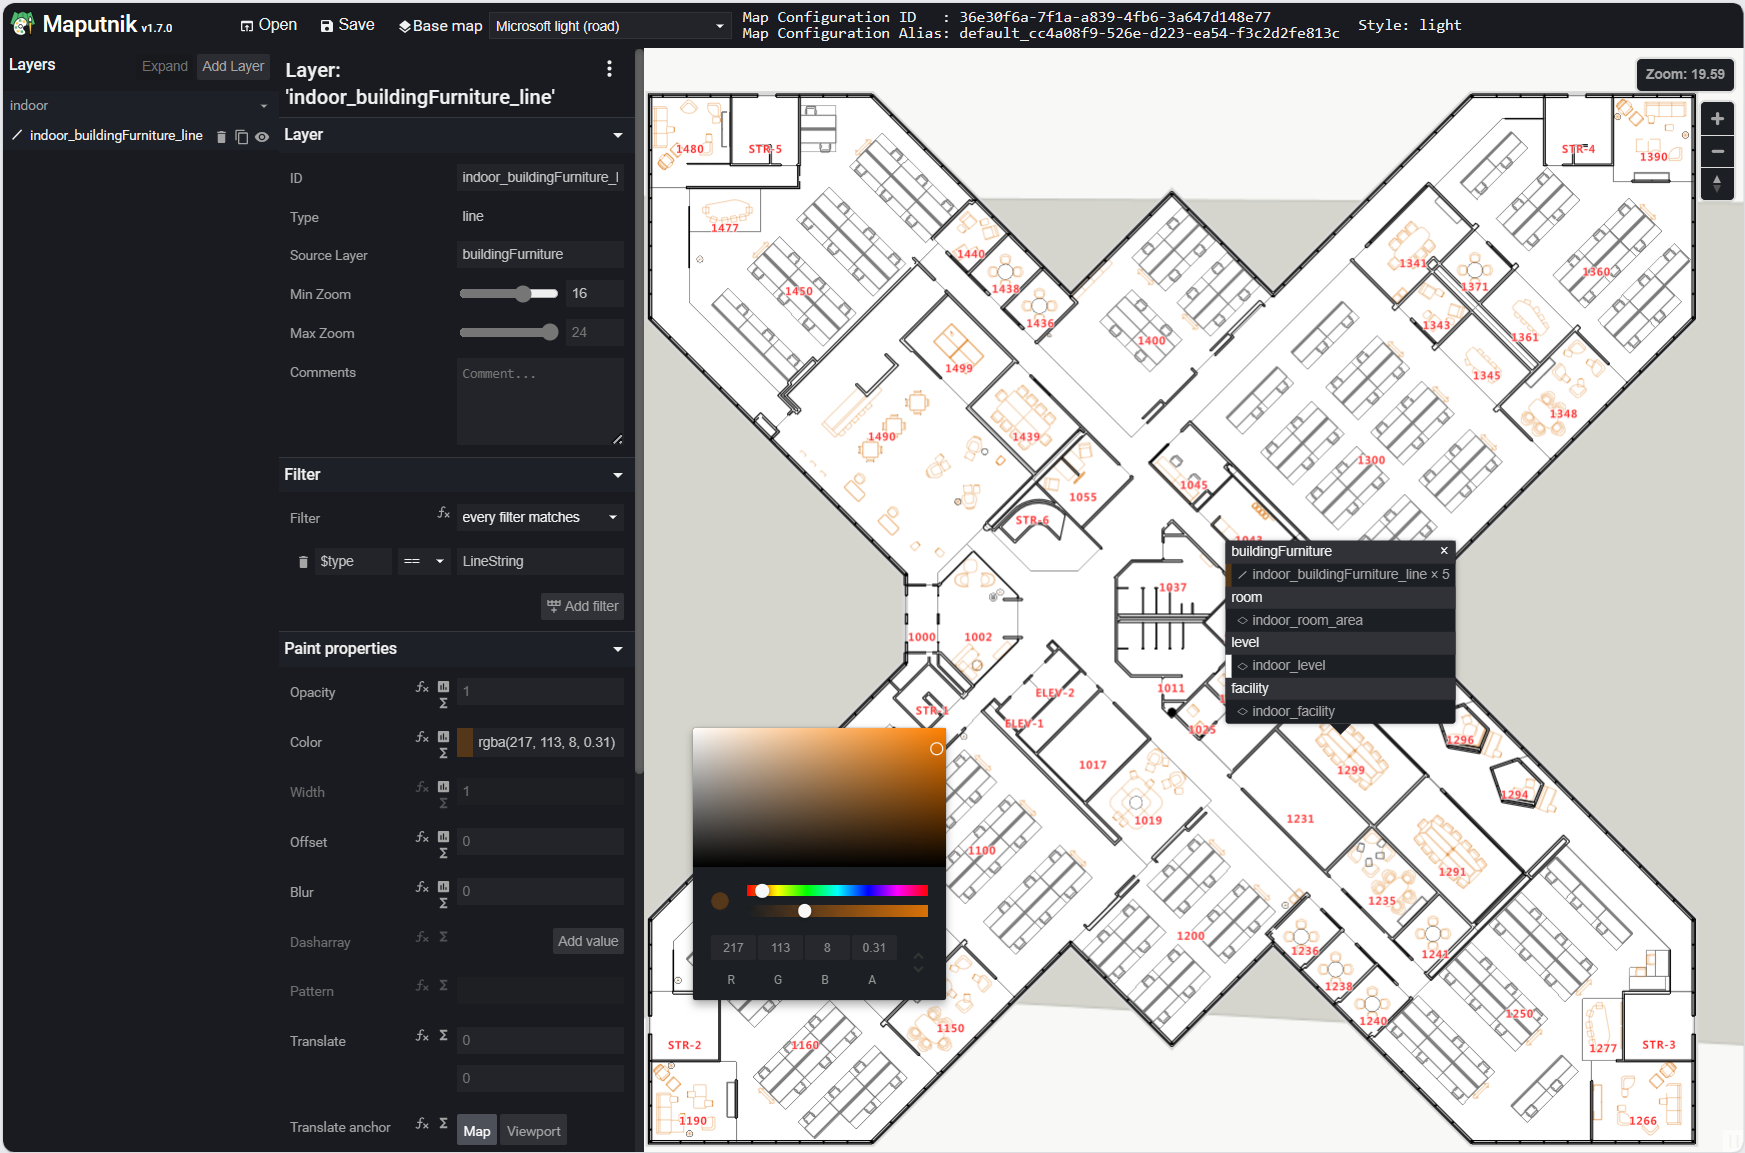 Maputnik v1.7.0
Open
Save
Base map
Microsoft light (road)
Map Configuration ID   : 36e30f6a-7f1a-a839-4fb6-3a647d148e77
Map Configuration Alias: default_cc4a08f9-526e-d223-ea54-f3c2d2fe813c
Style: light
Layers
Expand
Add Layer
indoor
indoor_buildingFurniture_line
Layer:
'indoor_buildingFurniture_line'
Layer
ID
indoor_buildingFurniture_l
Type
line
Source Layer
buildingFurniture
Min Zoom
16
Max Zoom
24
Comments
Comment...
Filter
Filter
every filter matches
$type
==
LineString
Add filter
Paint properties
Opacity
1
Color
rgba(217, 113, 8, 0.31)
Width
1
Offset
0
Blur
0
Dasharray
Add value
Pattern
Translate
0
0
Translate anchor
Map
Viewport
217
113
8
0.31
R
G
B
A
Zoom: 19.59
1480
STR-5
STR-4
1390
1477
1440
1438
1436
1450
1400
1341
1371
1360
1343
1361
1345
1348
1499
1490
1439
1300
1055
1045
STR-6
1043
buildingFurniture
×
indoor_buildingFurniture_line × 5
room
indoor_room_area
level
indoor_level
facility
indoor_facility
1037
1000
1002
1011
ELEV-2
STR-1
ELEV-1
1025
1296
1299
1017
1294
1019
1231
1100
1291
1235
1200
1236
1241
1238
1240
1250
1150
1160
STR-2
1277
STR-3
1190
1266